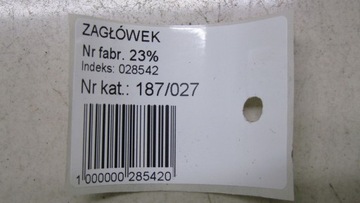 ZAGŁÓWEK
Nr fabr. 23%
Indeks: 028542
Nr kat.: 187/027
1 000000 285420